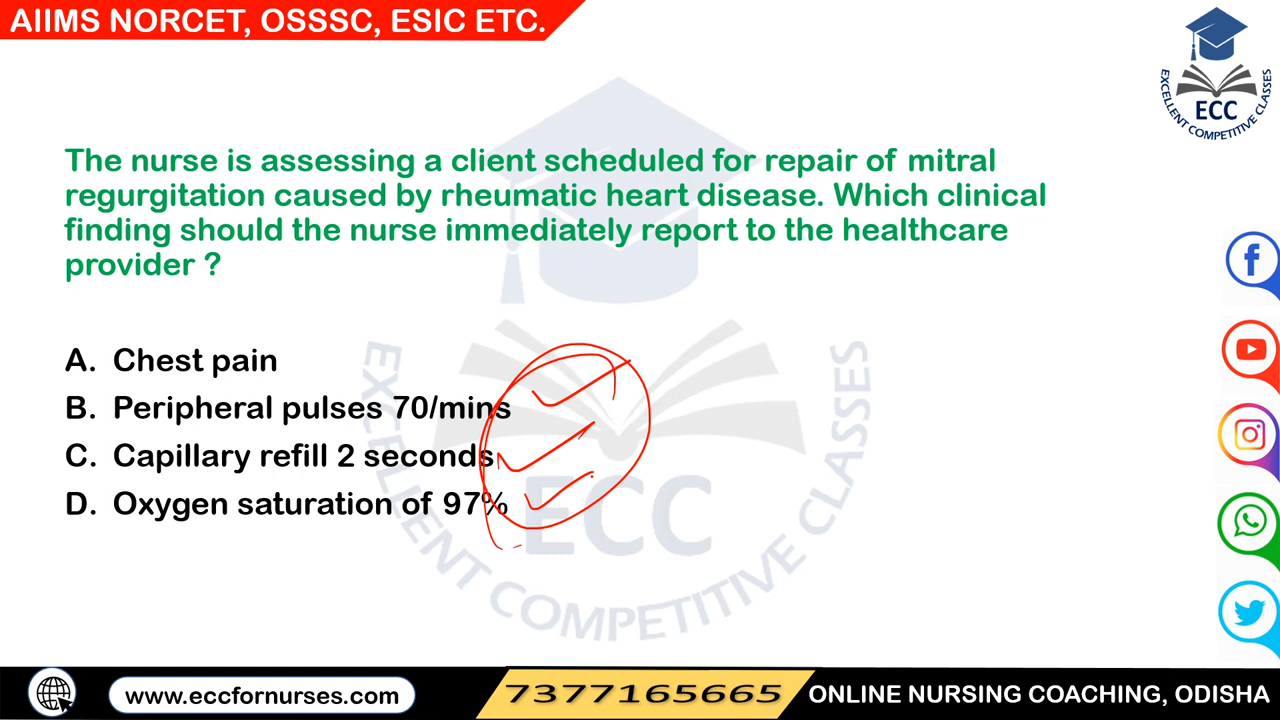 AIIMS NORCET, OSSSC, ESIC ETC.
EXCELLENT COMPETITIVE CLASSES
ECC
The nurse is assessing a client scheduled for repair of mitral
regurgitation caused by rheumatic heart disease. Which clinical
finding should the nurse immediately report to the healthcare
provider ?
A. Chest pain
B. Peripheral pulses 70/mins
C. Capillary refill 2 seconds
D. Oxygen saturation of 97%
ECC
EXCELLENT COMPETITIVE CLASSES
www.eccfornurses.com
7377165665
ONLINE NURSING COACHING, ODISHA